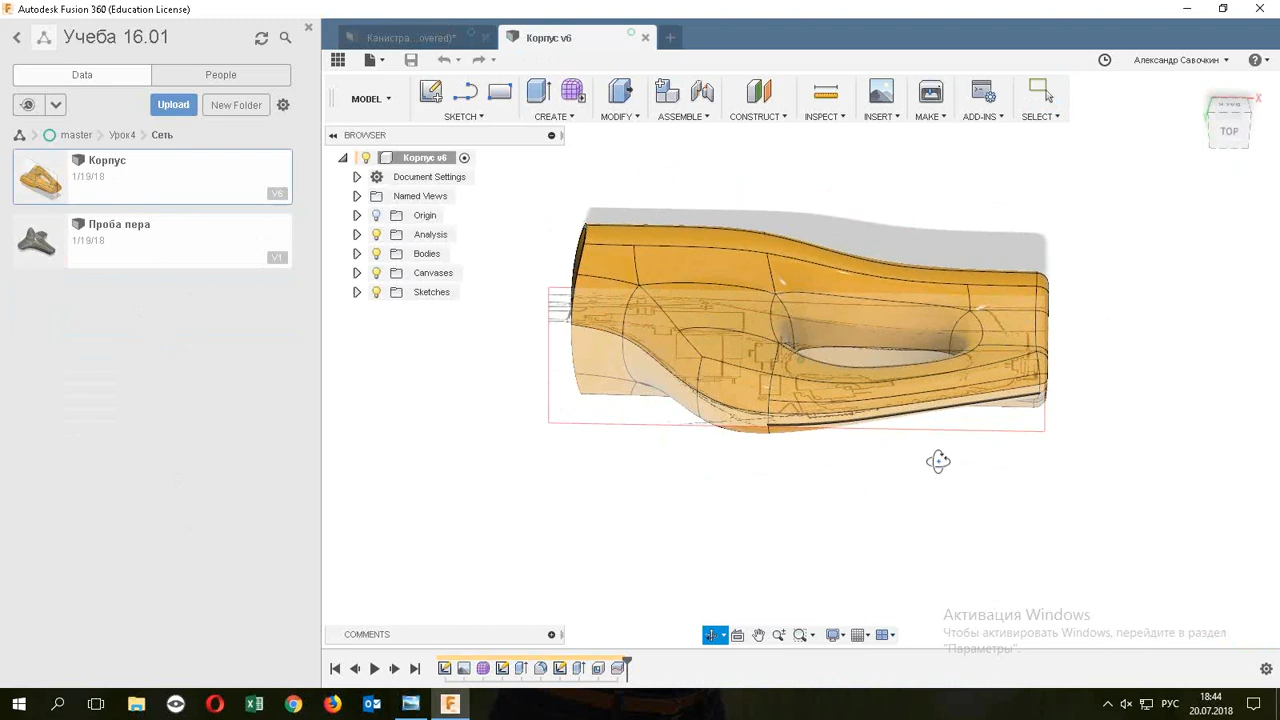 Autodesk Fusion 360 (Education License)
Учеба 16.01
Канистра...overed)*
Корпус v6
Александр Савочкин
Data
People
Upload
New Folder
MODEL
SKETCH
CREATE
MODIFY
ASSEMBLE
CONSTRUCT
INSPECT
INSERT
MAKE
ADD-INS
SELECT
BACK
TOP
X
master
Урок4
Сеть
Корпус
1/19/18
V6
Проба пера
1/19/18
V1
BROWSER
Корпус v6
Document Settings
Named Views
Origin
Analysis
Bodies
Canvases
Sketches
COMMENTS
Активация Windows
Чтобы активировать Windows, перейдите в раздел
"Параметры".
РУС
18:44
20.07.2018